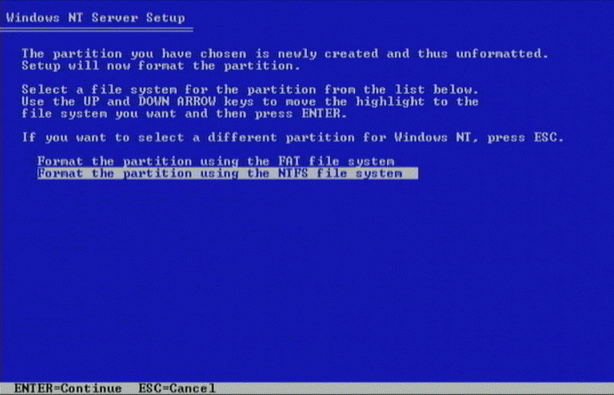 Windows NT Server Setup
The partition you have chosen is newly created and thus unformatted.
Setup will now format the partition.
Select a file system for the partition from the list below.
Use the UP and DOWN ARROW keys to move the highlight to the
file system you want and then press ENTER.
If you want to select a different partition for Windows NT, press ESC.
Format the partition using the FAT file system
Format the partition using the NTFS file system
ENTER=Continue  ESC=Cancel